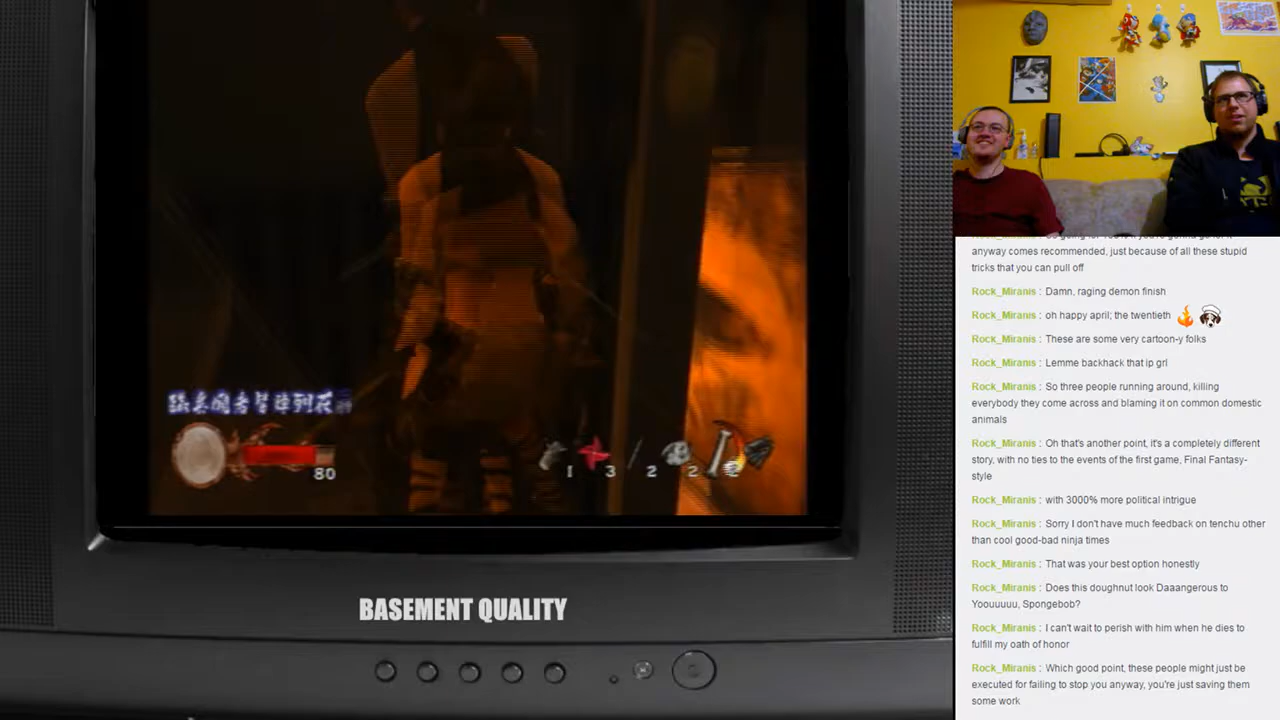 80
1
3
2
2
BASEMENT QUALITY
anyway comes recommended, just because of all these stupid
tricks that you can pull off
Rock_Miranis : Damn, raging demon finish
Rock_Miranis : oh happy april; the twentieth
Rock_Miranis : These are some very cartoon-y folks
Rock_Miranis : Lemme backhack that ip grl
Rock_Miranis : So three people running around, killing
everybody they come across and blaming it on common domestic
animals
Rock_Miranis : Oh that's another point, it's a completely different
story, with no ties to the events of the first game, Final Fantasy-
style
Rock_Miranis : with 3000% more political intrigue
Rock_Miranis : Sorry I don't have much feedback on tenchu other
than cool good-bad ninja times
Rock_Miranis : That was your best option honestly
Rock_Miranis : Does this doughnut look Daaangerous to
Yoouuuuu, Spongebob?
Rock_Miranis : I can't wait to perish with him when he dies to
fulfill my oath of honor
Rock_Miranis : Which good point, these people might just be
executed for failing to stop you anyway, you're just saving them
some work